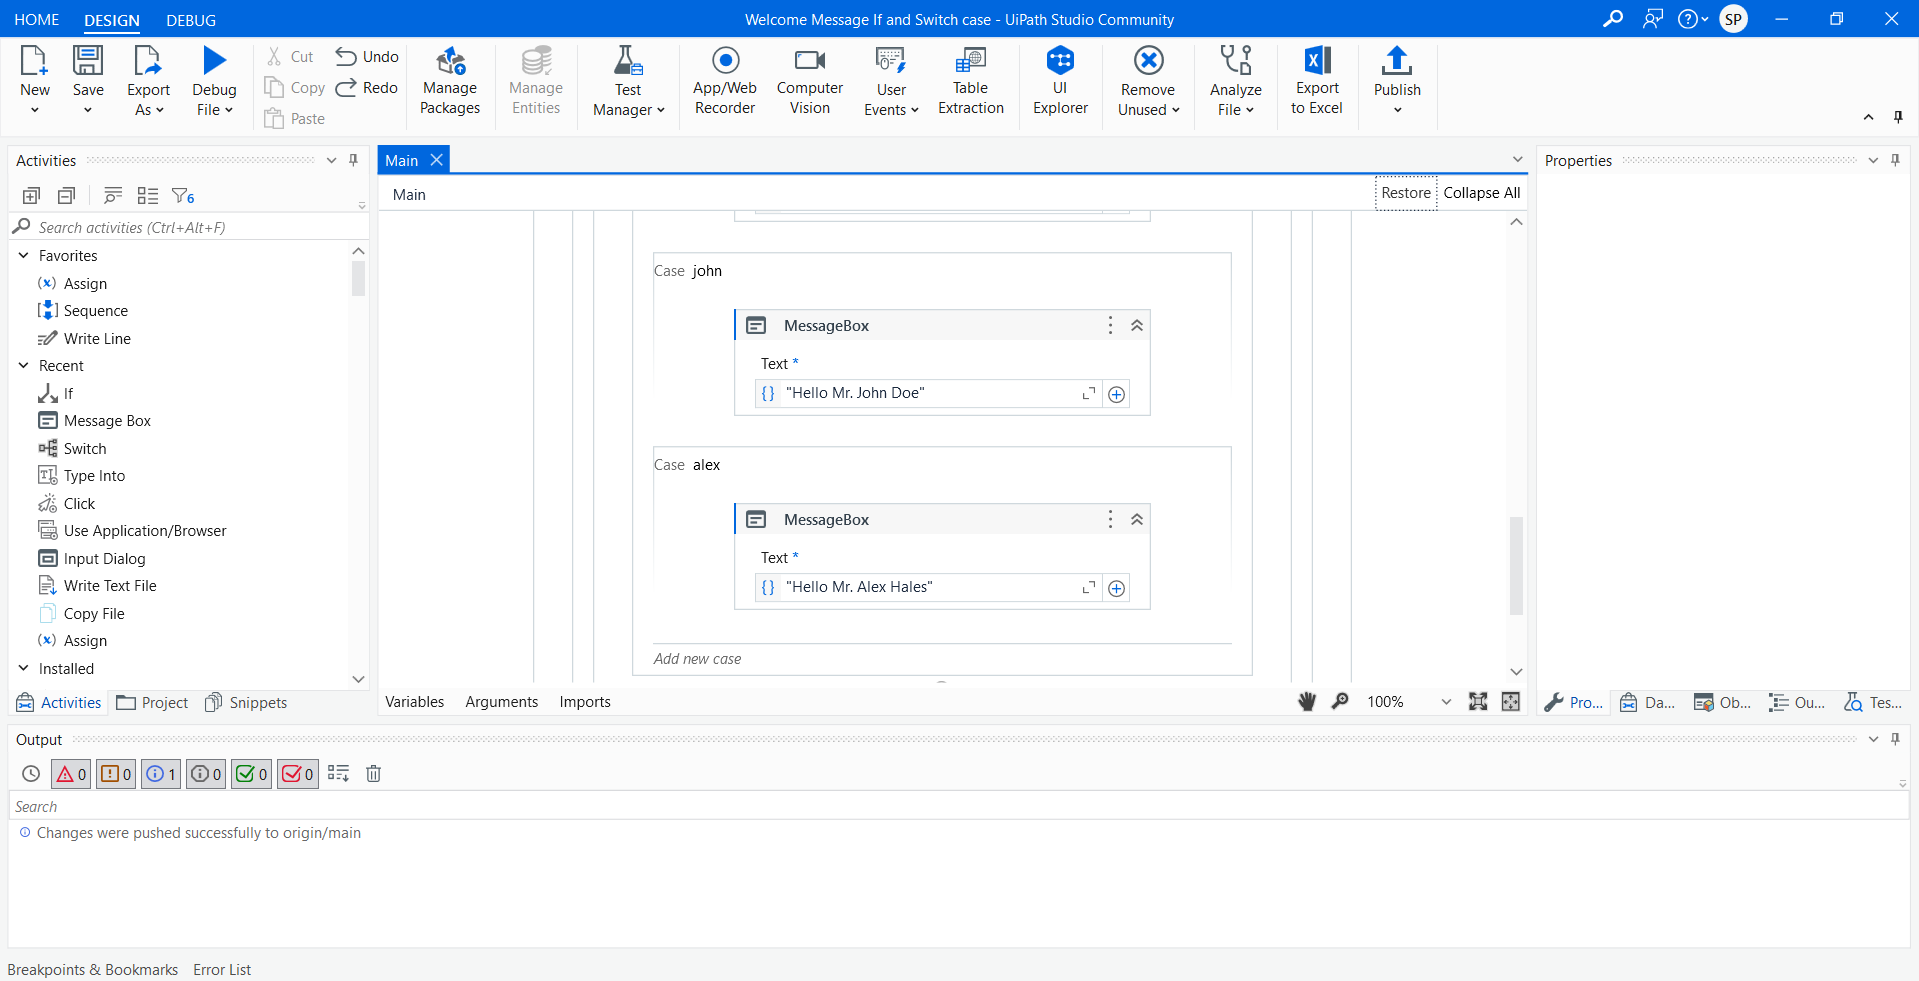 HOME DESIGN DEBUG
Welcome Message If and Switch case - UiPath Studio Community
SP
New
Save
Export As
Debug File
Cut
Copy
Paste
Undo
Redo
Manage Packages
Manage Entities
Test Manager
App/Web Recorder
Computer Vision
User Events
Table Extraction
UI Explorer
Remove Unused
Analyze File
Export to Excel
Publish
Activities
6
Search activities (Ctrl+Alt+F)
Favorites
Assign
Sequence
Write Line
Recent
If
Message Box
Switch
Type Into
Click
Use Application/Browser
Input Dialog
Write Text File
Copy File
Assign
Installed
Activities Project Snippets
Main
Main
Restore Collapse All
Case john
MessageBox
Text *
"Hello Mr. John Doe"
Case alex
MessageBox
Text *
"Hello Mr. Alex Hales"
Add new case
Variables Arguments Imports
100%
Properties
Pro... Da... Ob... Ou... Tes...
Output
0 0 1 0 0 0
Search
Changes were pushed successfully to origin/main
Breakpoints & Bookmarks Error List